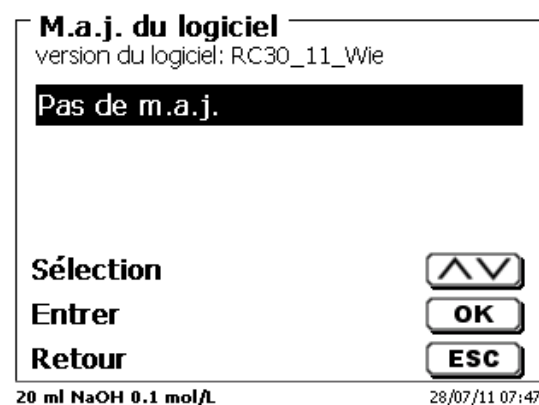 M.a.j. du logiciel
version du logiciel: RC30_11_Wie
Pas de m.a.j.
Sélection
Entrer OK
Retour ESC
20 ml NaOH 0.1 mol/L 28/07/11 07:47